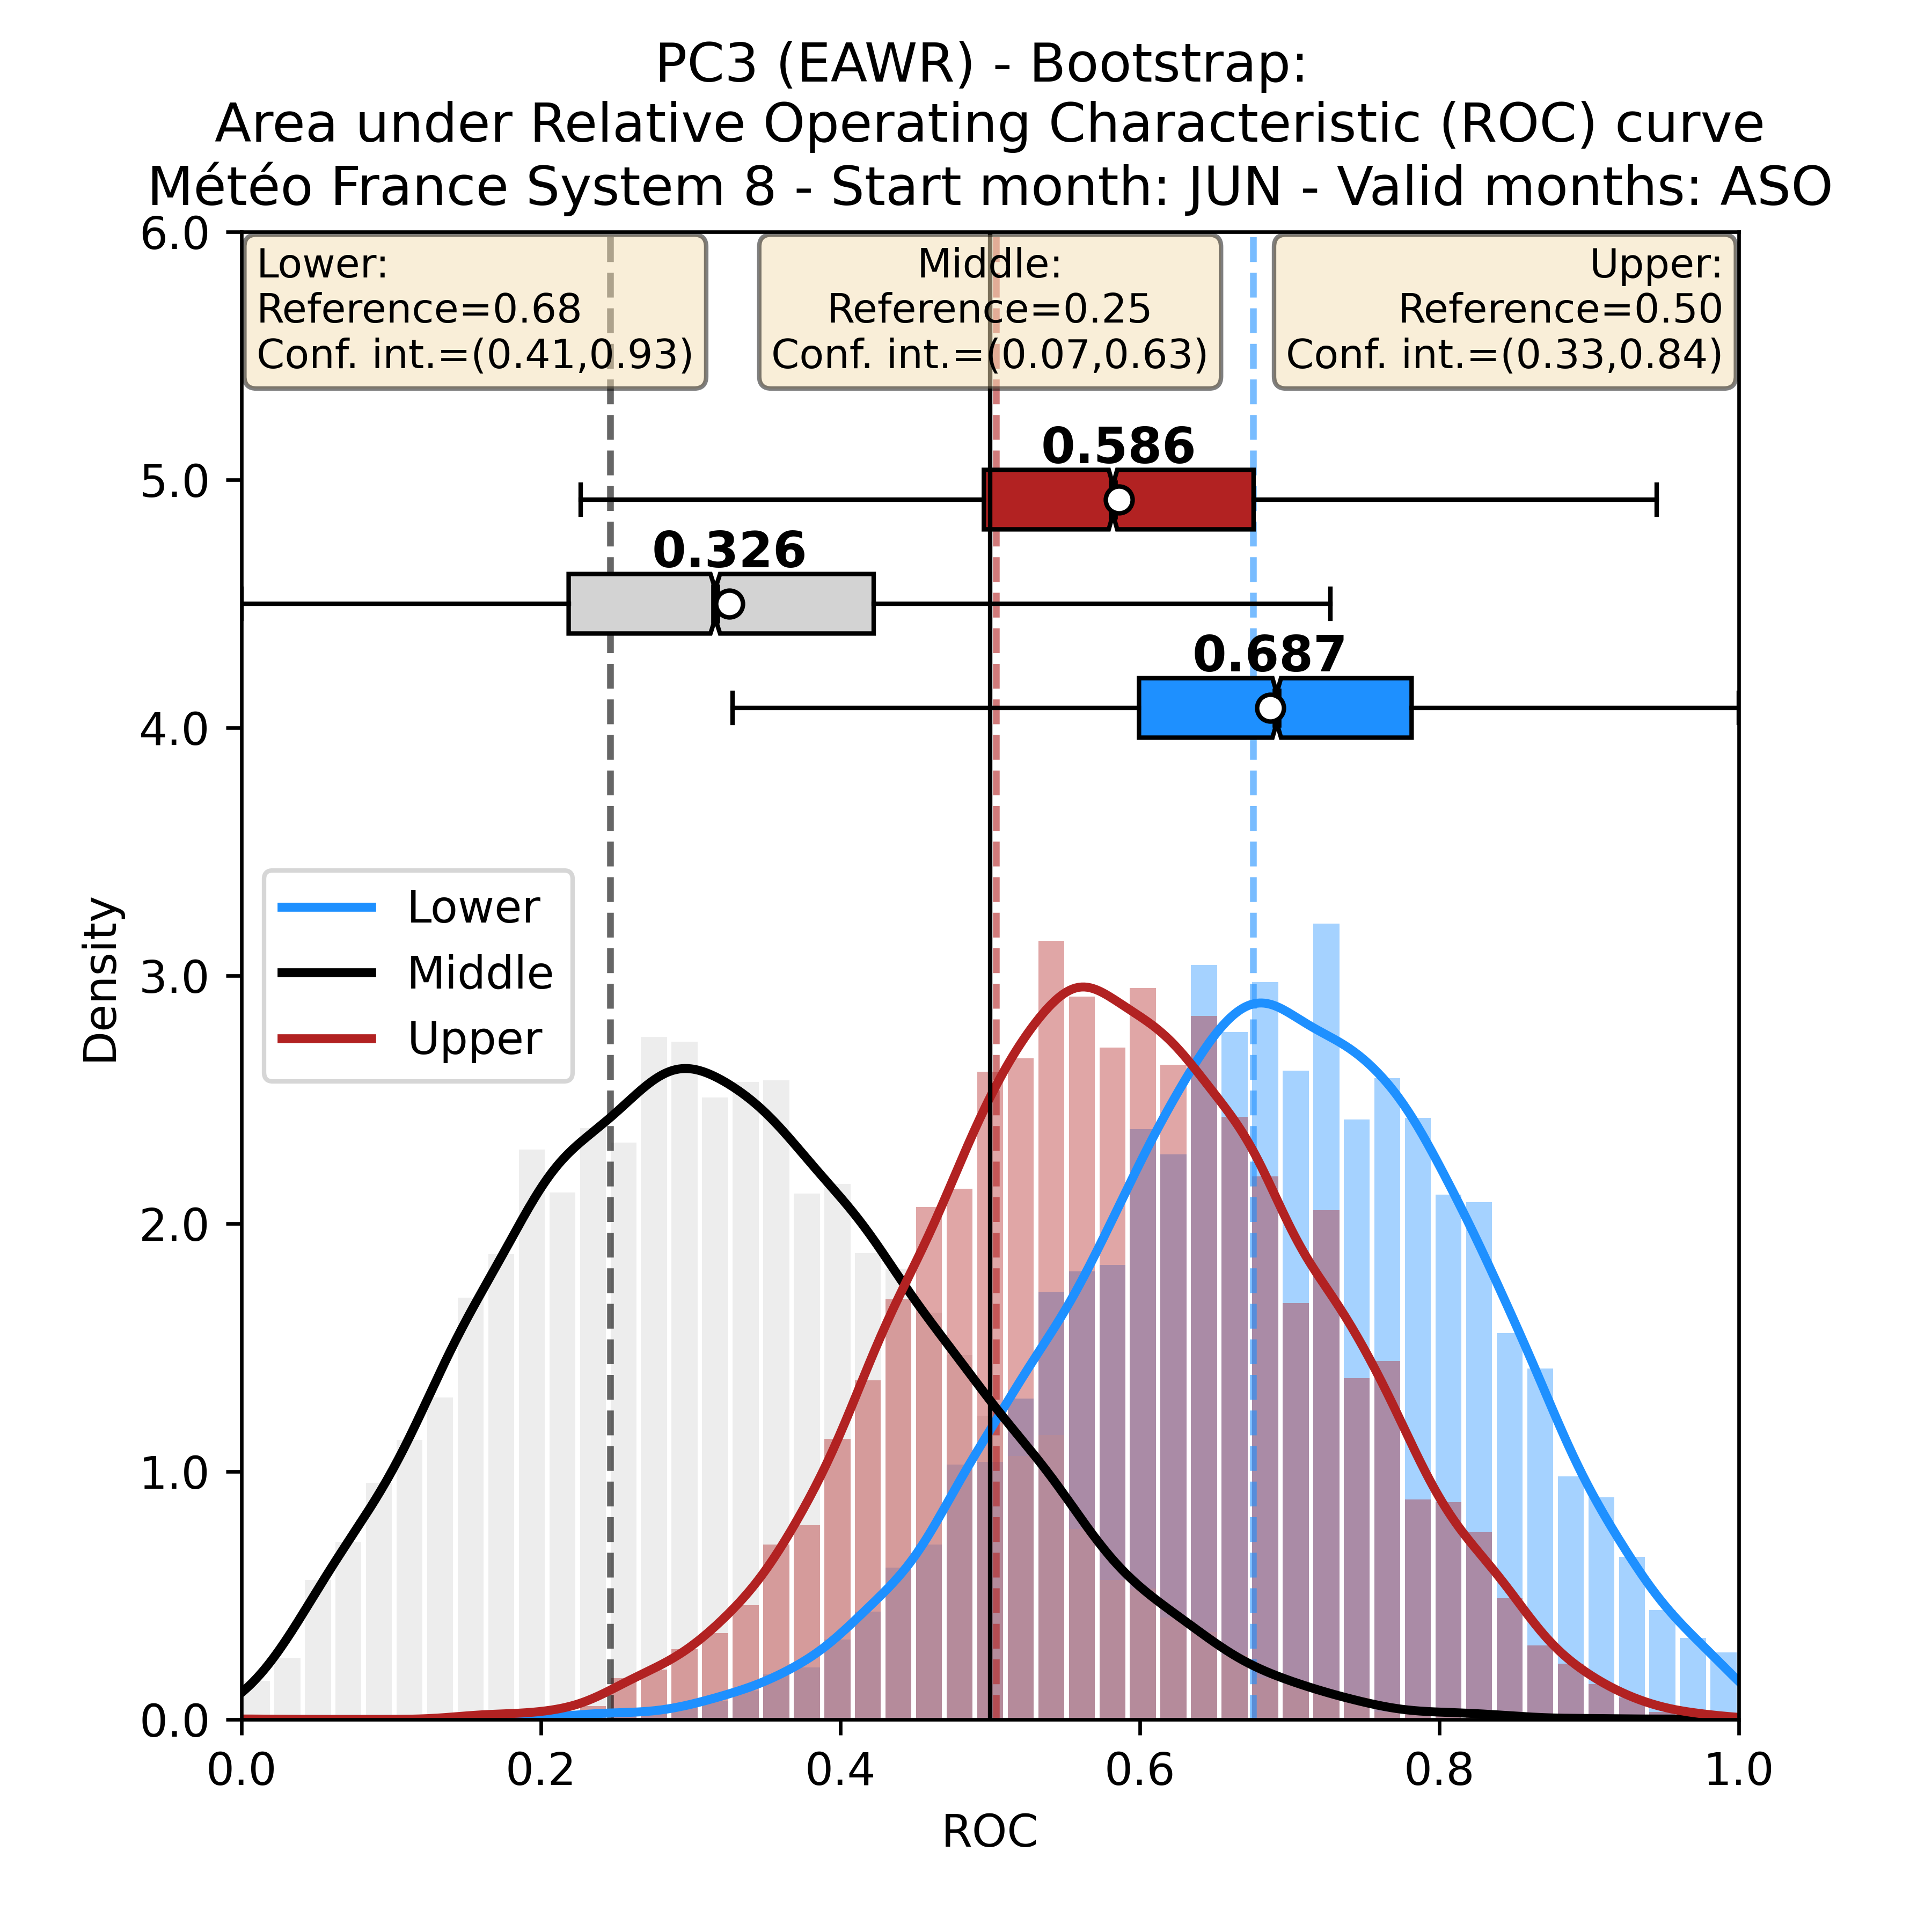 PC3 (EAWR) - Bootstrap:
Area under Relative Operating Characteristic (ROC) curve
Météo France System 8 - Start month: JUN - Valid months: ASO
Lower:
Reference=0.68
Conf. int.=(0.41,0.93)
Middle:
Reference=0.25
Conf. int.=(0.07,0.63)
Upper:
Reference=0.50
Conf. int.=(0.33,0.84)
0.586
0.326
0.687
Lower
Middle
Upper
Density
6.0
5.0
4.0
3.0
2.0
1.0
0.0
0.0 0.2 0.4 0.6 0.8 1.0
ROC